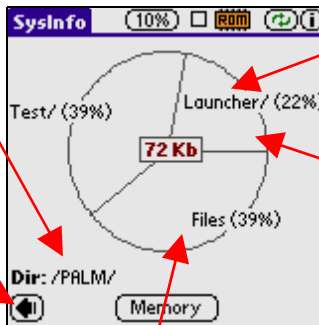 SysInfo (10%) ROM i
Launcher/ (22%)
Test/ (39%)
72 Kb
Files (39%)
Dir: /PALM/
Memory